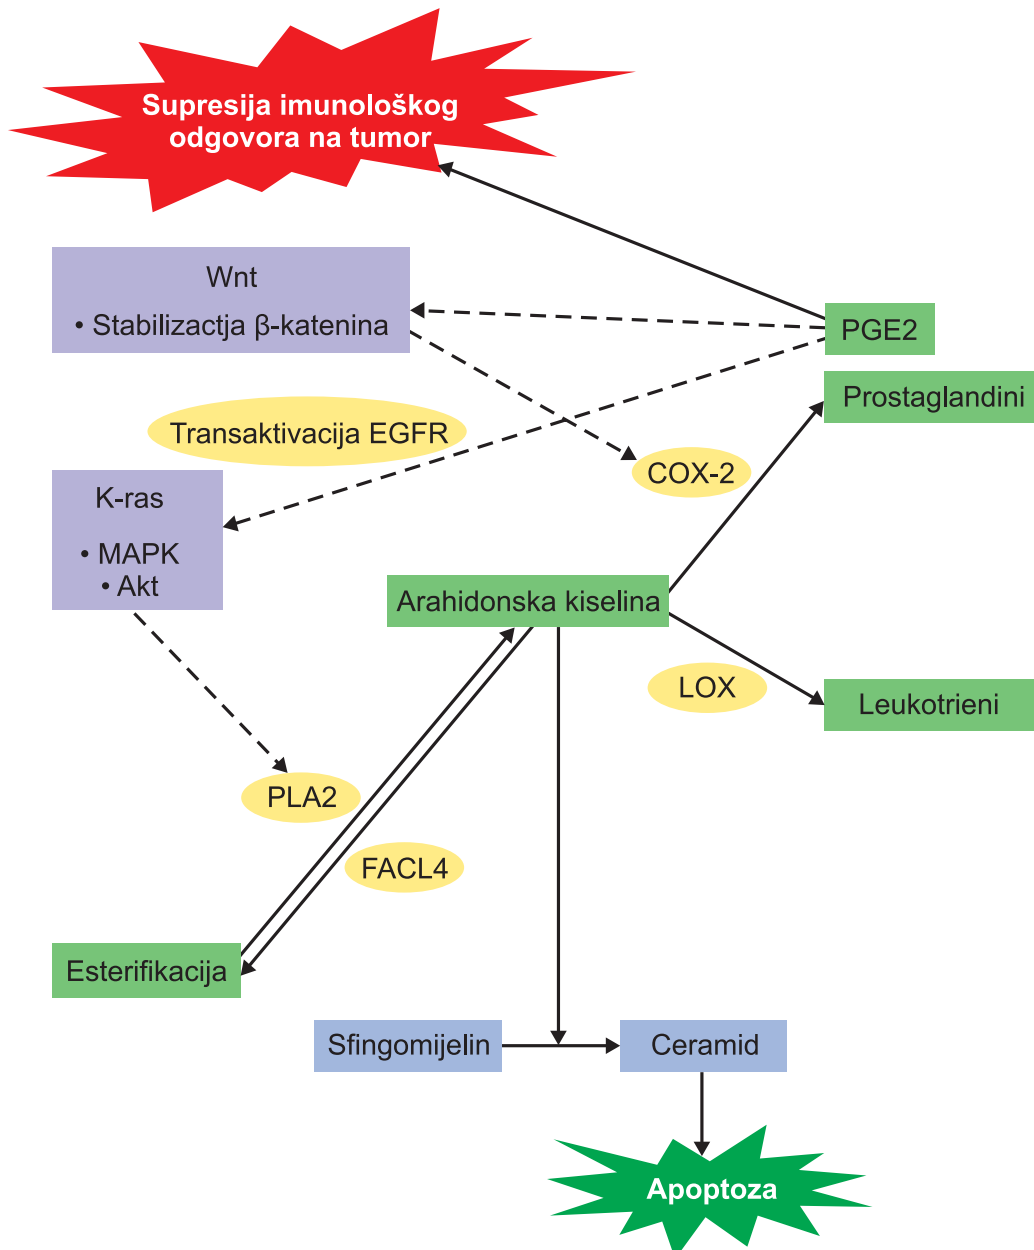 Supresija imunološkog
odgovora na tumor
Wnt
• Stabilizactja β-katenina
PGE2
Prostaglandini
Transaktivacija EGFR
COX-2
K-ras
• MAPK
• Akt
Arahidonska kiselina
LOX
Leukotrieni
PLA2
FACL4
Esterifikacija
Sfingomijelin
Ceramid
Apoptoza